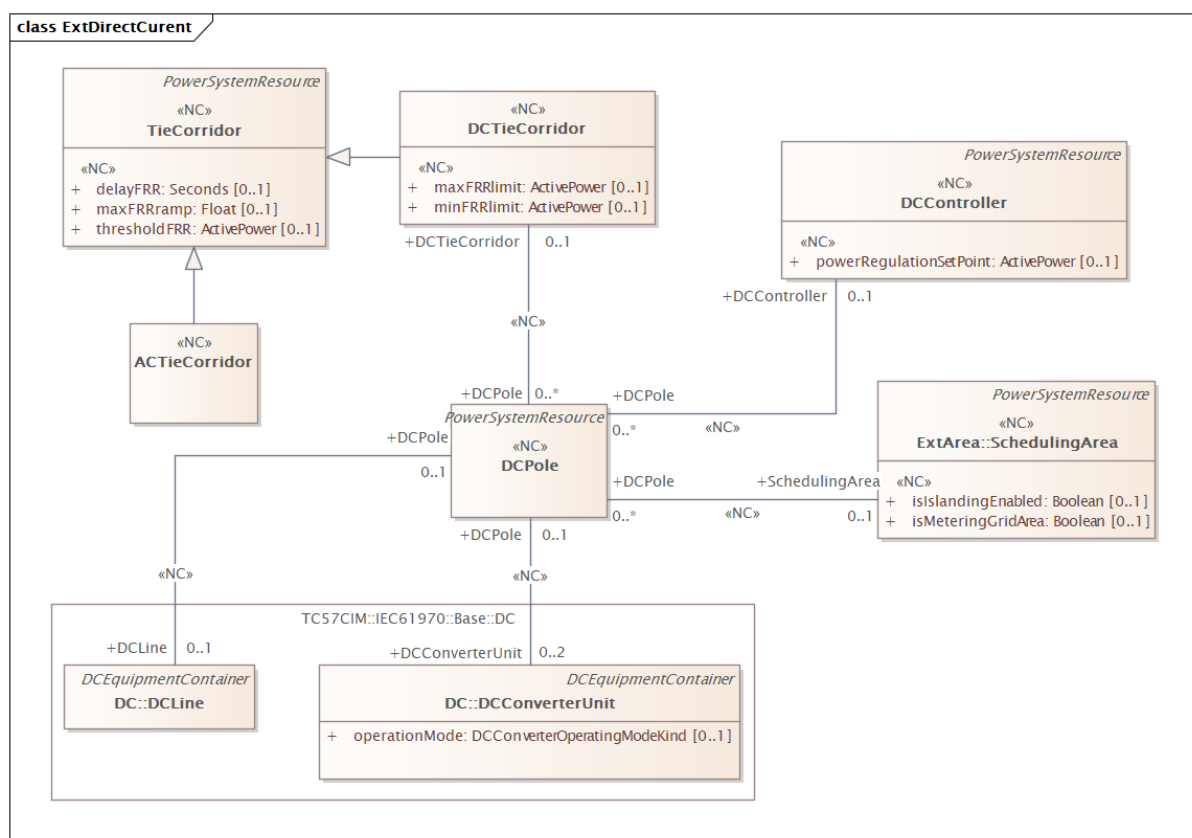 class ExtDirectCurent
PowerSystemResource
«NC»
TieCorridor
«NC»
+ delayFRR: Seconds [0..1]
+ maxFRRramp: Float [0..1]
+ thresholdFRR: ActivePower [0..1]
«NC»
DCTieCorridor
«NC»
+ maxFRRlimit: ActivePower [0..1]
+ minFRRlimit: ActivePower [0..1]
+DCTieCorridor 0..1
PowerSystemResource
«NC»
DCController
«NC»
+ powerRegulationSetPoint: ActivePower [0..1]
+DCController 0..1
«NC»
ACTieCorridor
«NC»
+DCPole 0..*
+DCPole
0..*
«NC»
PowerSystemResource
«NC»
DCPole
+DCPole
0..1
PowerSystemResource
«NC»
ExtArea::SchedulingArea
«NC»
+ isIslandingEnabled: Boolean [0..1]
+ isMeteringGridArea: Boolean [0..1]
+DCPole
0..*
+SchedulingArea
0..1
«NC»
+DCPole 0..1
«NC»
«NC»
TC57CIM::IEC61970::Base::DC
+DCLine 0..1
+DCConverterUnit 0..2
DCEquipmentContainer
DC::DCLine
DCEquipmentContainer
DC::DCConverterUnit
+ operationMode: DCConverterOperatingModeKind [0..1]